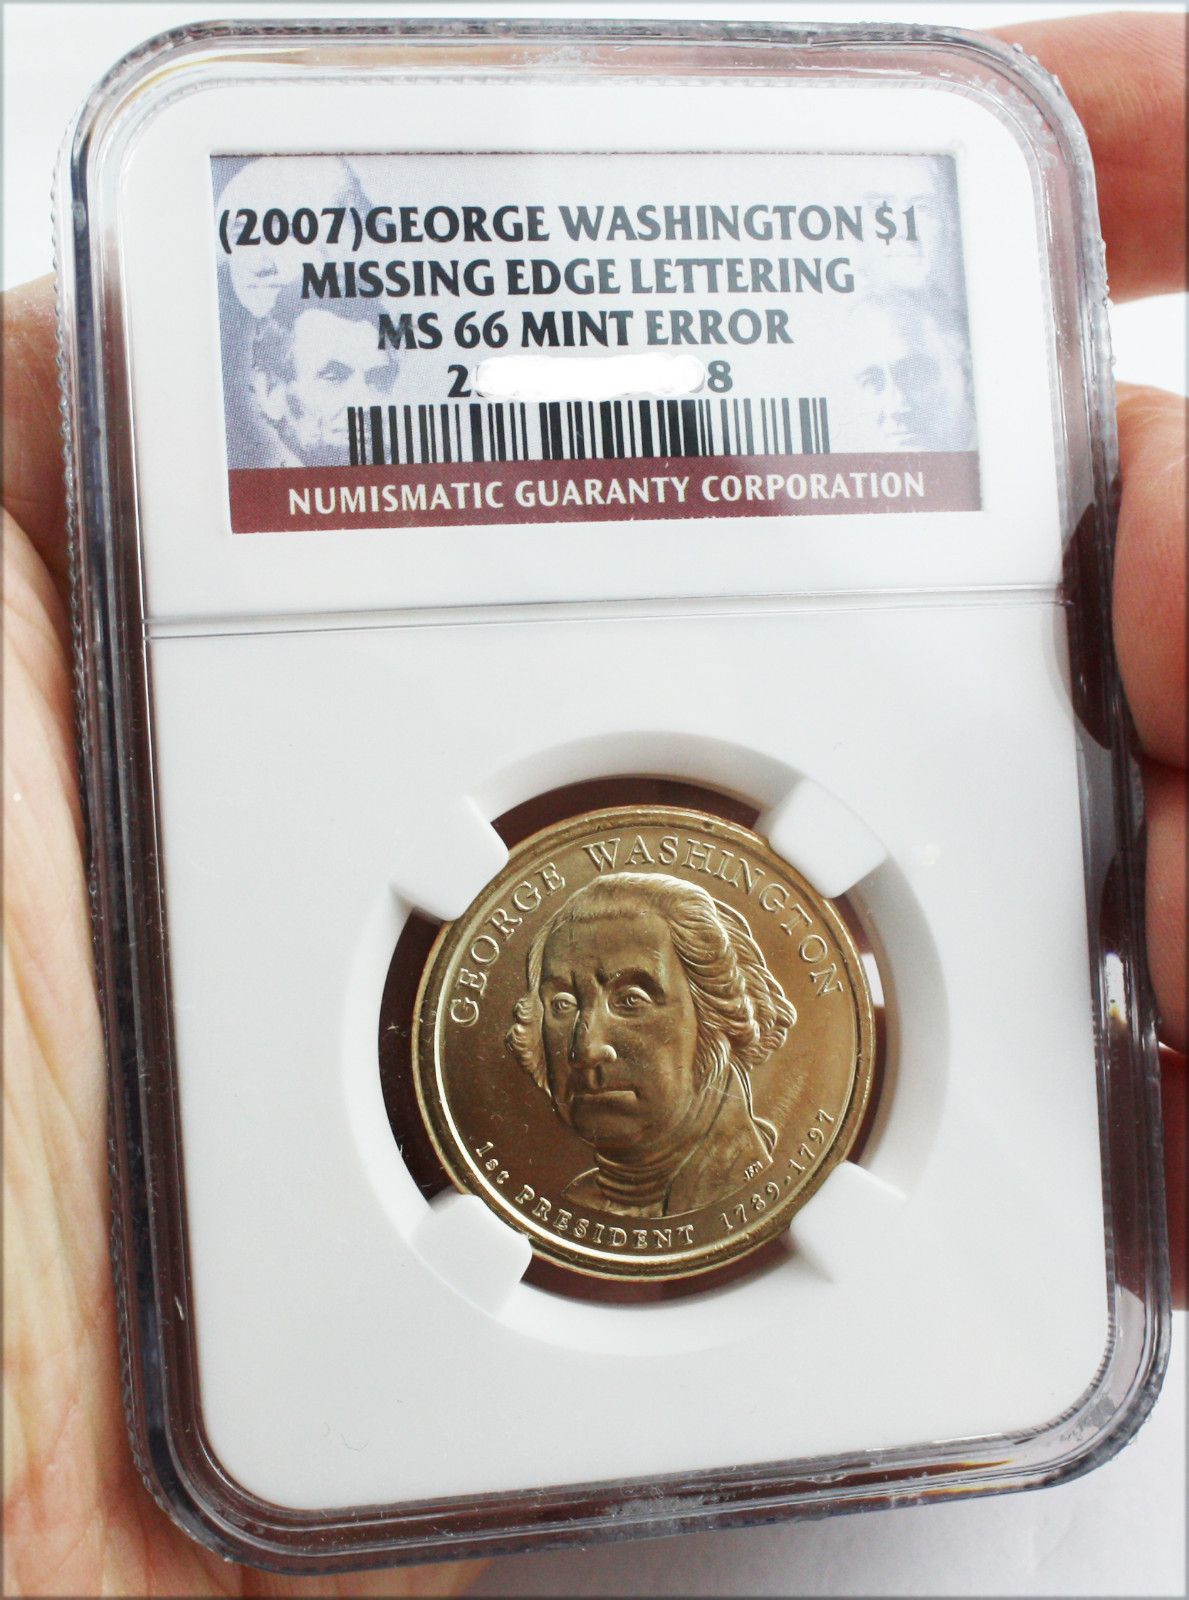 (2007)GEORGE WASHINGTON $1
MISSING EDGE LETTERING
MS 66 MINT ERROR
NUMISMATIC GUARANTY CORPORATION
GEORGE WASHINGTON
1st PRESIDENT 1789-1797
JFM